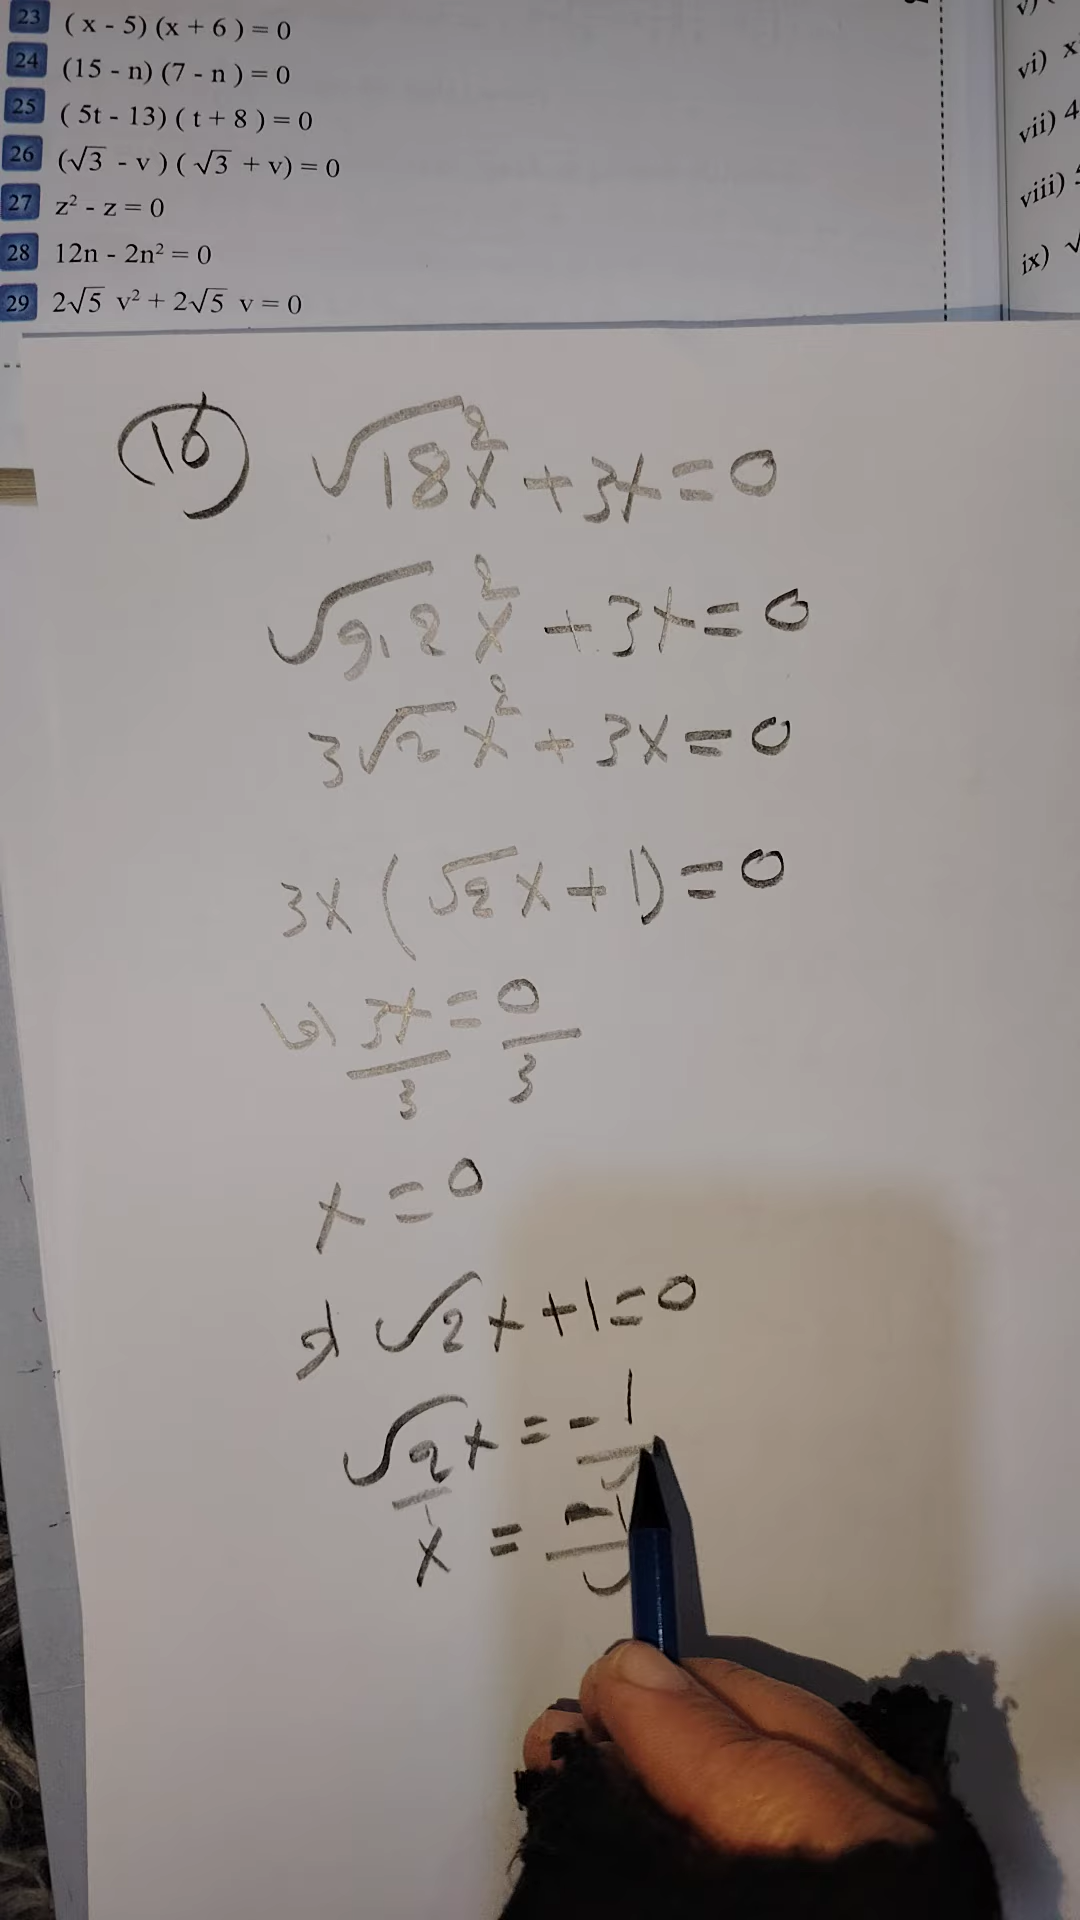 23 ( x - 5) (x + 6 ) = 0
24 (15 - n) (7 - n ) = 0
25 ( 5t - 13) ( t + 8 ) = 0
26 (√3 - v ) ( √3 + v) = 0
27 z² - z = 0
28 12n - 2n² = 0
29 2√5 v² + 2√5 v = 0
v)
vi) x
vii) 4
viii)
ix) √
16 √18 x² + 3x = 0
√9.2 x² + 3x = 0
3√2 x² + 3x = 0
3x (√2 x + 1) = 0
3x/3 = 0/3
x = 0
√2 x + 1 = 0
√2 x = -1
x = -1